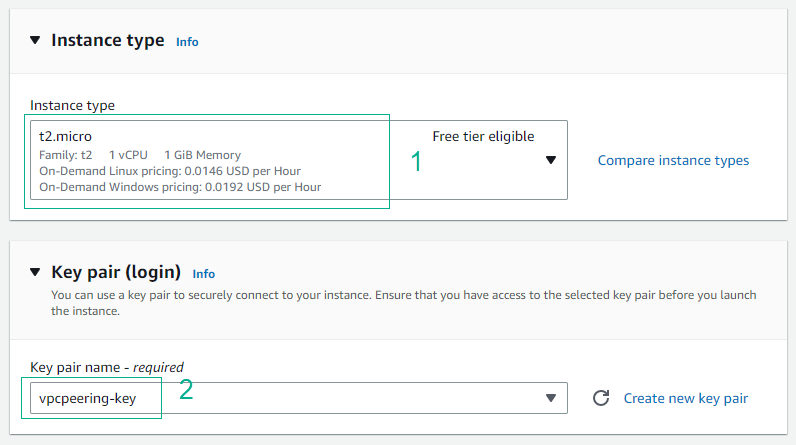 Instance type Info
Instance type
t2.micro Free tier eligible
Family: t2 1 vCPU 1 GiB Memory
On-Demand Linux pricing: 0.0146 USD per Hour
On-Demand Windows pricing: 0.0192 USD per Hour
1
Compare instance types
Key pair (login) Info
You can use a key pair to securely connect to your instance. Ensure that you have access to the selected key pair before you launch
the instance.
Key pair name - required
vpcpeering-key
2
Create new key pair